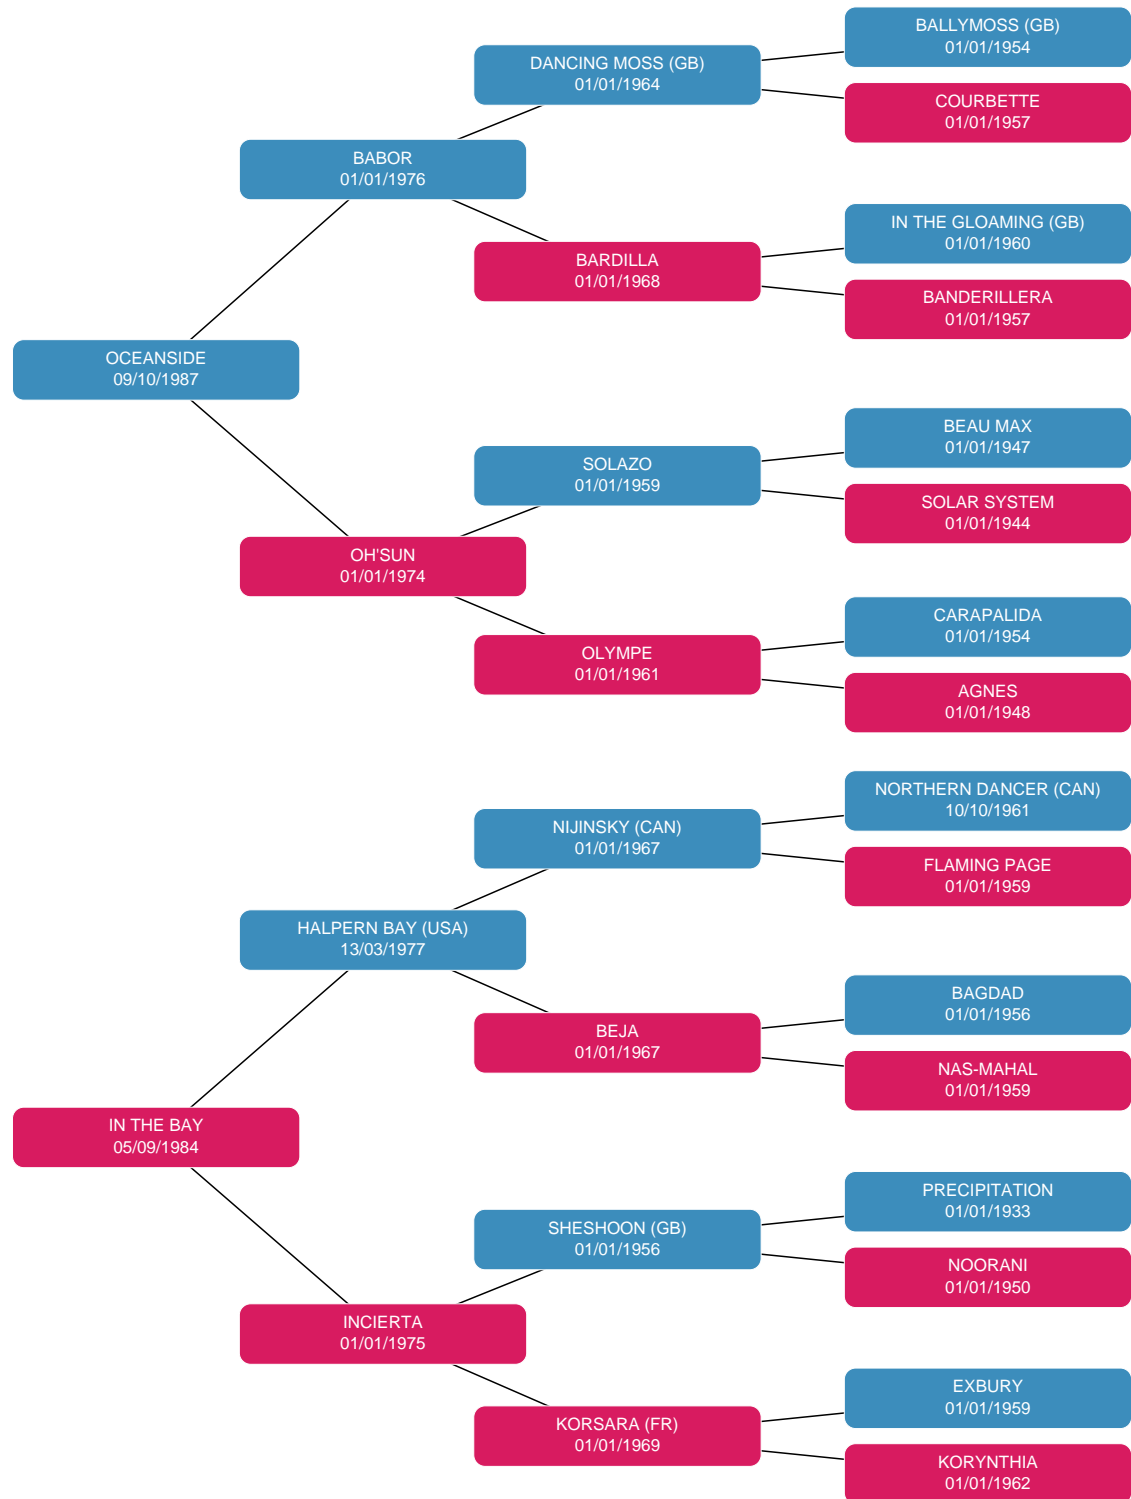 BALLYMOSS (GB)
01/01/1954
DANCING MOSS (GB)
01/01/1964
COURBETTE
01/01/1957
BABOR
01/01/1976
IN THE GLOAMING (GB)
01/01/1960
BARDILLA
01/01/1968
BANDERILLERA
01/01/1957
OCEANSIDE
09/10/1987
BEAU MAX
01/01/1947
SOLAZO
01/01/1959
SOLAR SYSTEM
01/01/1944
OH'SUN
01/01/1974
CARAPALIDA
01/01/1954
OLYMPE
01/01/1961
AGNES
01/01/1948
NORTHERN DANCER (CAN)
10/10/1961
NIJINSKY (CAN)
01/01/1967
FLAMING PAGE
01/01/1959
HALPERN BAY (USA)
13/03/1977
BAGDAD
01/01/1956
BEJA
01/01/1967
NAS-MAHAL
01/01/1959
IN THE BAY
05/09/1984
PRECIPITATION
01/01/1933
SHESHOON (GB)
01/01/1956
NOORANI
01/01/1950
INCIERTA
01/01/1975
EXBURY
01/01/1959
KORSARA (FR)
01/01/1969
KORYNTHIA
01/01/1962